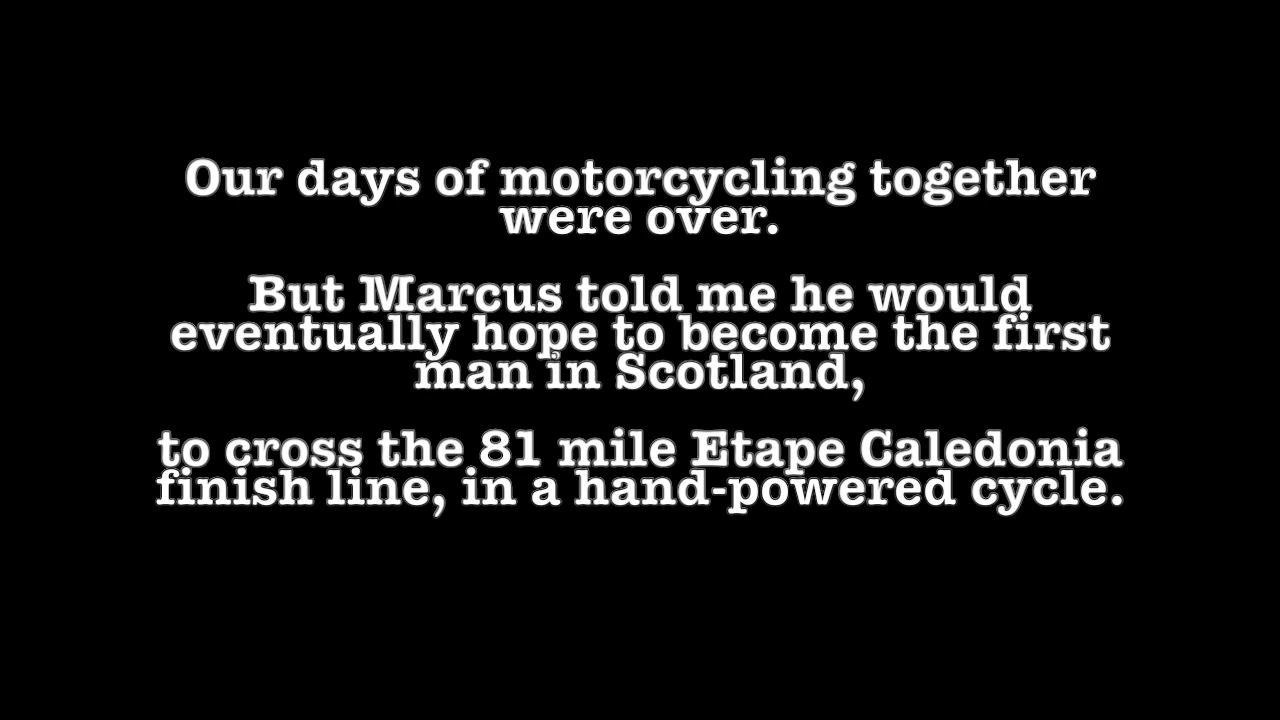 Our days of motorcycling together
were over.
But Marcus told me he would
eventually hope to become the first
man in Scotland,
to cross the 81 mile Etape Caledonia
finish line, in a hand-powered cycle.